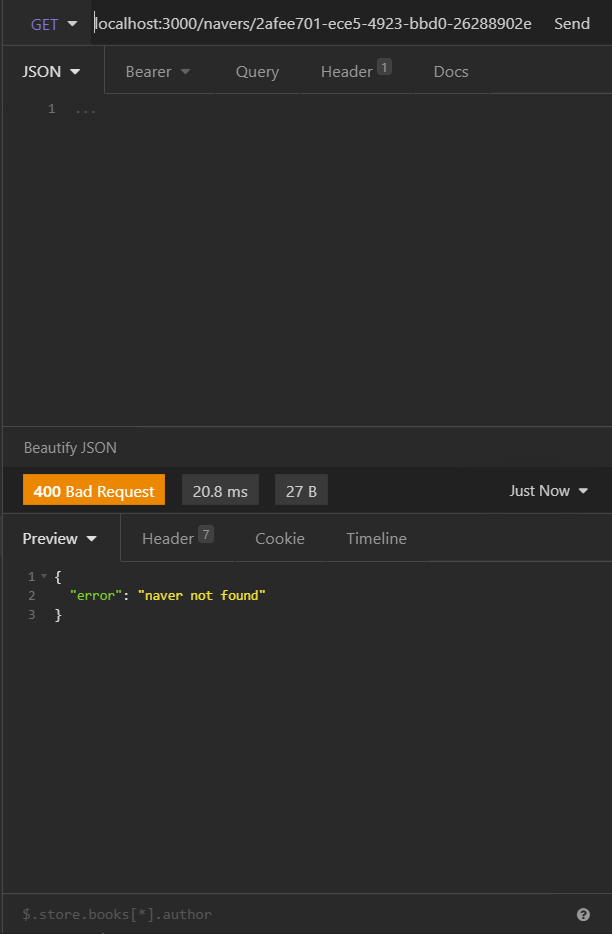 GET localhost:3000/navers/2afee701-ece5-4923-bbd0-26288902e Send
JSON Bearer Query Header 1 Docs
1 ...
Beautify JSON
400 Bad Request 20.8 ms 27 B Just Now
Preview Header 7 Cookie Timeline
1 {
2 "error": "naver not found"
3 }
$.store.books[*].author ?